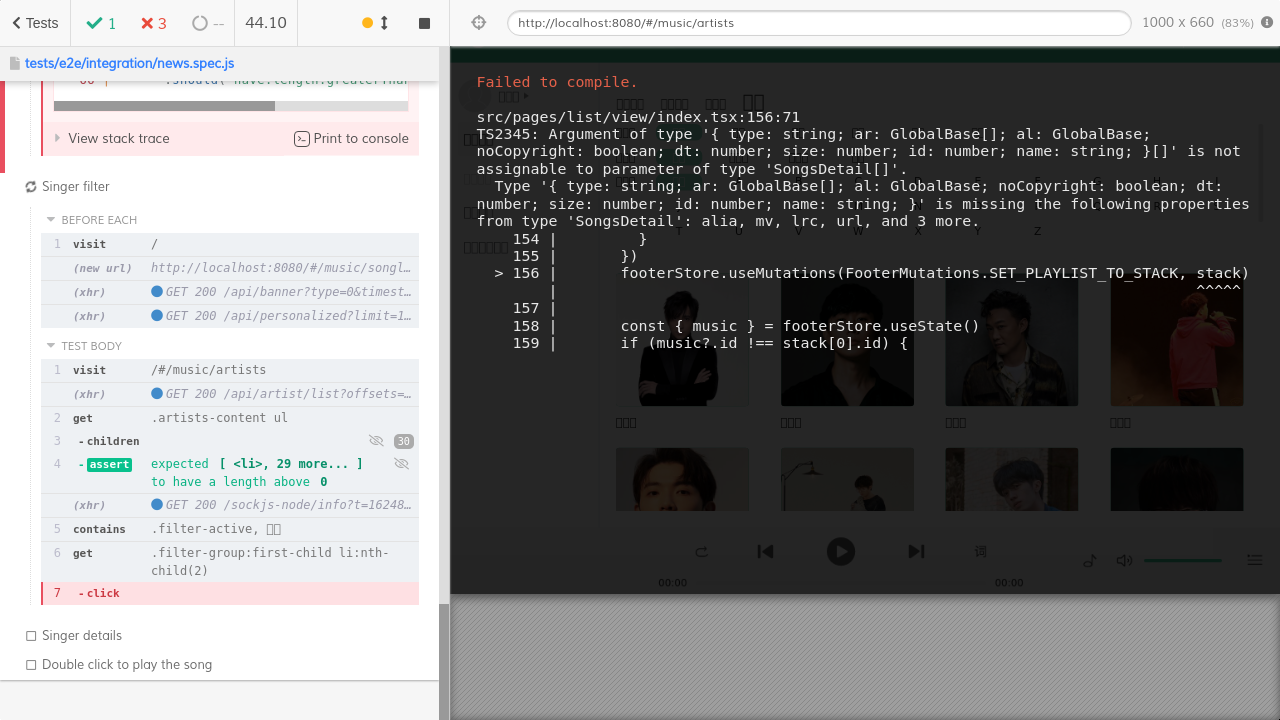 Tests
1
3
--
44.10
http://localhost:8080/#/music/artists
1000 x 660 (83%)
tests/e2e/integration/news.spec.js
View stack trace
Print to console
Singer filter
BEFORE EACH
1 visit /
(new url) http://localhost:8080/#/music/songl…
(xhr) GET 200 /api/banner?type=0&timest…
(xhr) GET 200 /api/personalized?limit=1…
TEST BODY
1 visit /#/music/artists
(xhr) GET 200 /api/artist/list?offsets=…
2 get .artists-content ul
3 -children 30
4 -assert expected [ <li>, 29 more... ]
to have a length above 0
(xhr) GET 200 /sockjs-node/info?t=16248…
5 contains .filter-active,
6 get .filter-group:first-child li:nth-
child(2)
7 -click
Singer details
Double click to play the song
Failed to compile.
src/pages/list/view/index.tsx:156:71
TS2345: Argument of type '{ type: string; ar: GlobalBase[]; al: GlobalBase;
noCopyright: boolean; dt: number; size: number; id: number; name: string; }[]' is not
assignable to parameter of type 'SongsDetail[]'.
Type '{ type: string; ar: GlobalBase[]; al: GlobalBase; noCopyright: boolean; dt:
number; size: number; id: number; name: string; }' is missing the following properties
from type 'SongsDetail': alia, mv, lrc, url, and 3 more.
154 | }
155 | })
> 156 | footerStore.useMutations(FooterMutations.SET_PLAYLIST_TO_STACK, stack)
| ^^^^^
157 |
158 | const { music } = footerStore.useState()
159 | if (music?.id !== stack[0].id) {
00:00
00:00